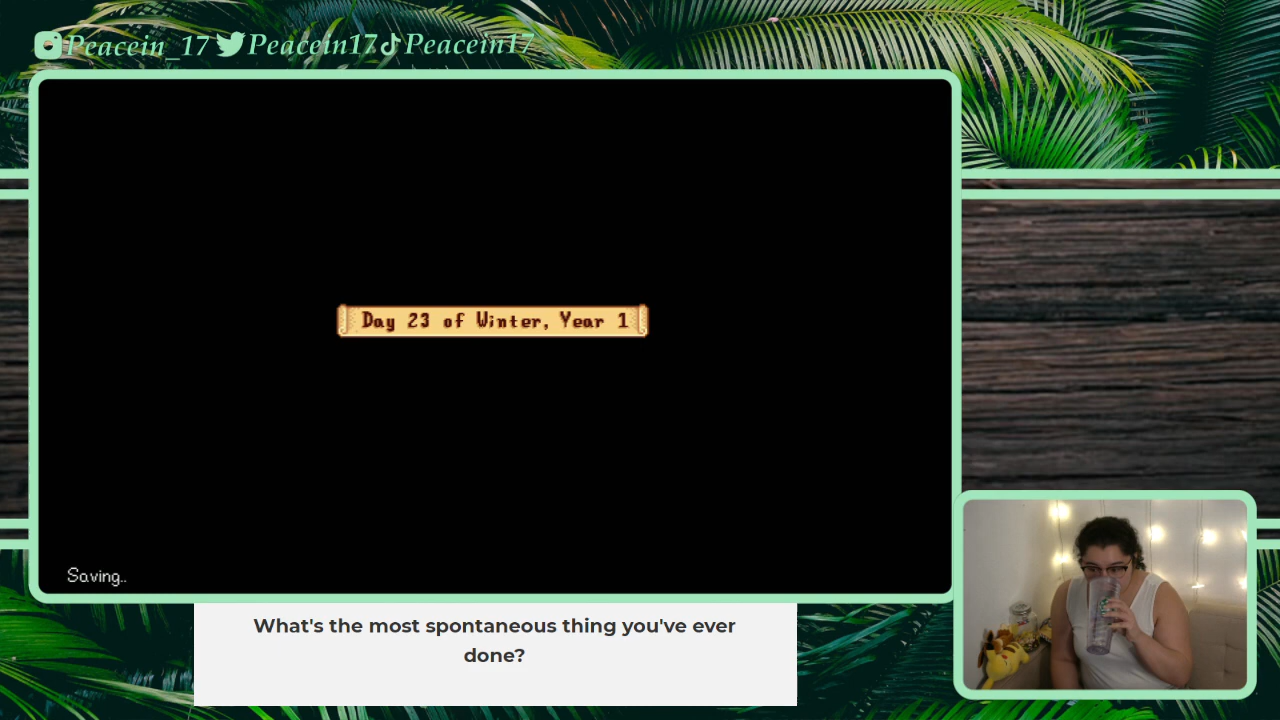 Peacein_17 Peacein17 Peacein17
Day 23 of Winter, Year 1
Saving..
What's the most spontaneous thing you've ever
done?